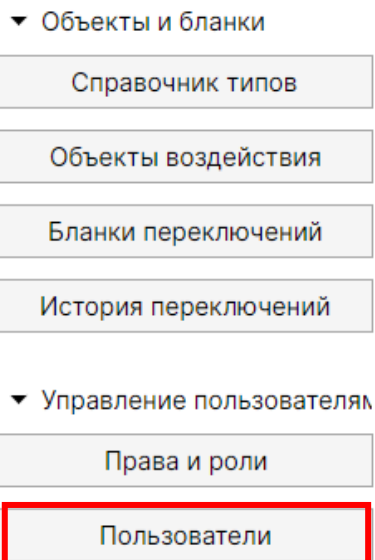 Объекты и бланки
Справочник типов
Объекты воздействия
Бланки переключений
История переключений
Управление пользователям
Права и роли
Пользователи